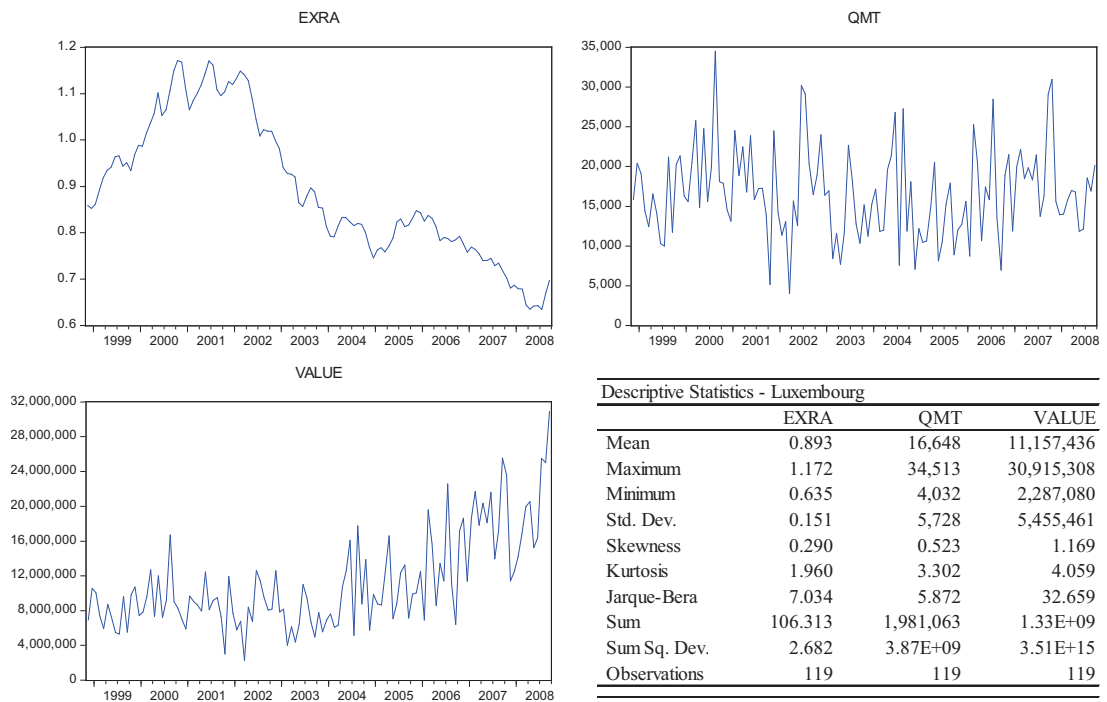 EXRA
1.2
1.1
1.0
0.9
0.8
0.7
0.6
1999 2000 2001 2002 2003 2004 2005 2006 2007 2008
QMT
35,000
30,000
25,000
20,000
15,000
10,000
5,000
0
1999 2000 2001 2002 2003 2004 2005 2006 2007 2008
VALUE
32,000,000
28,000,000
24,000,000
20,000,000
16,000,000
12,000,000
8,000,000
4,000,000
0
1999 2000 2001 2002 2003 2004 2005 2006 2007 2008
Descriptive Statistics - Luxembourg
EXRA QMT VALUE
Mean 0.893 16,648 11,157,436
Maximum 1.172 34,513 30,915,308
Minimum 0.635 4,032 2,287,080
Std. Dev. 0.151 5,728 5,455,461
Skewness 0.290 0.523 1.169
Kurtosis 1.960 3.302 4.059
Jarque-Bera 7.034 5.872 32.659
Sum 106.313 1,981,063 1.33E+09
Sum Sq. Dev. 2.682 3.87E+09 3.51E+15
Observations 119 119 119